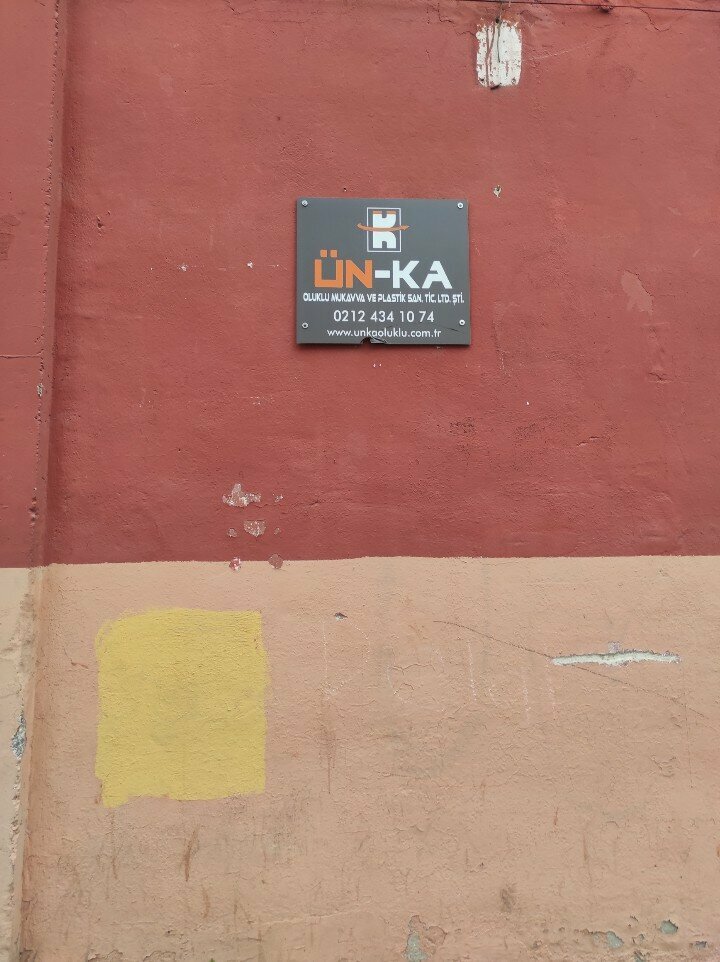 K
ÜN-KA
OLUKLU MUKAVVA VE PLASTİK SAN. TİC. LTD. ŞTİ.
0212 434 10 74
www.unkaoluklu.com.tr